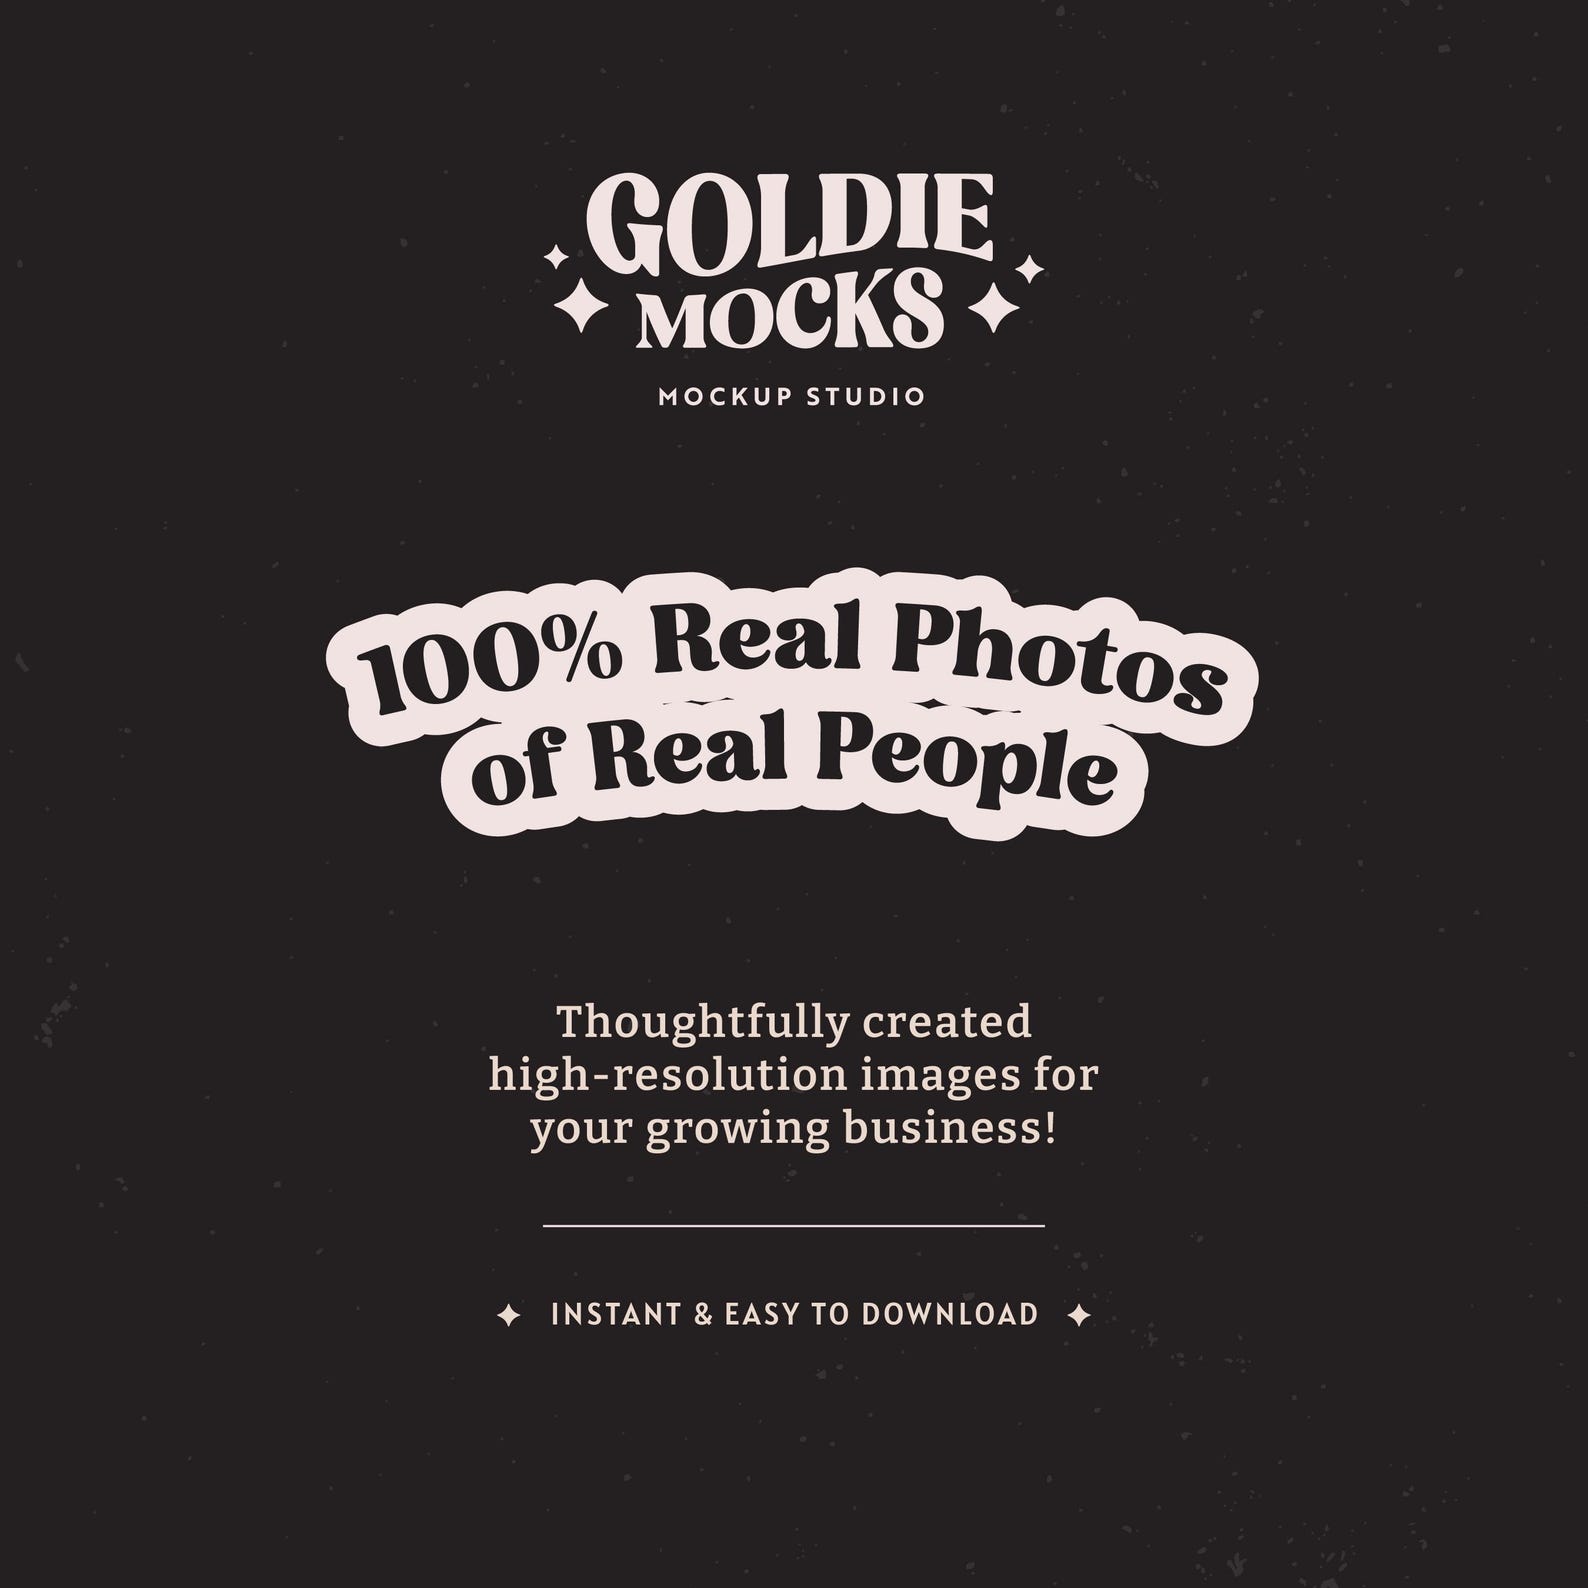 GOLDIE
MOCKS
MOCKUP STUDIO
100% Real Photos
of Real People
Thoughtfully created
high-resolution images for
your growing business!
INSTANT & EASY TO DOWNLOAD